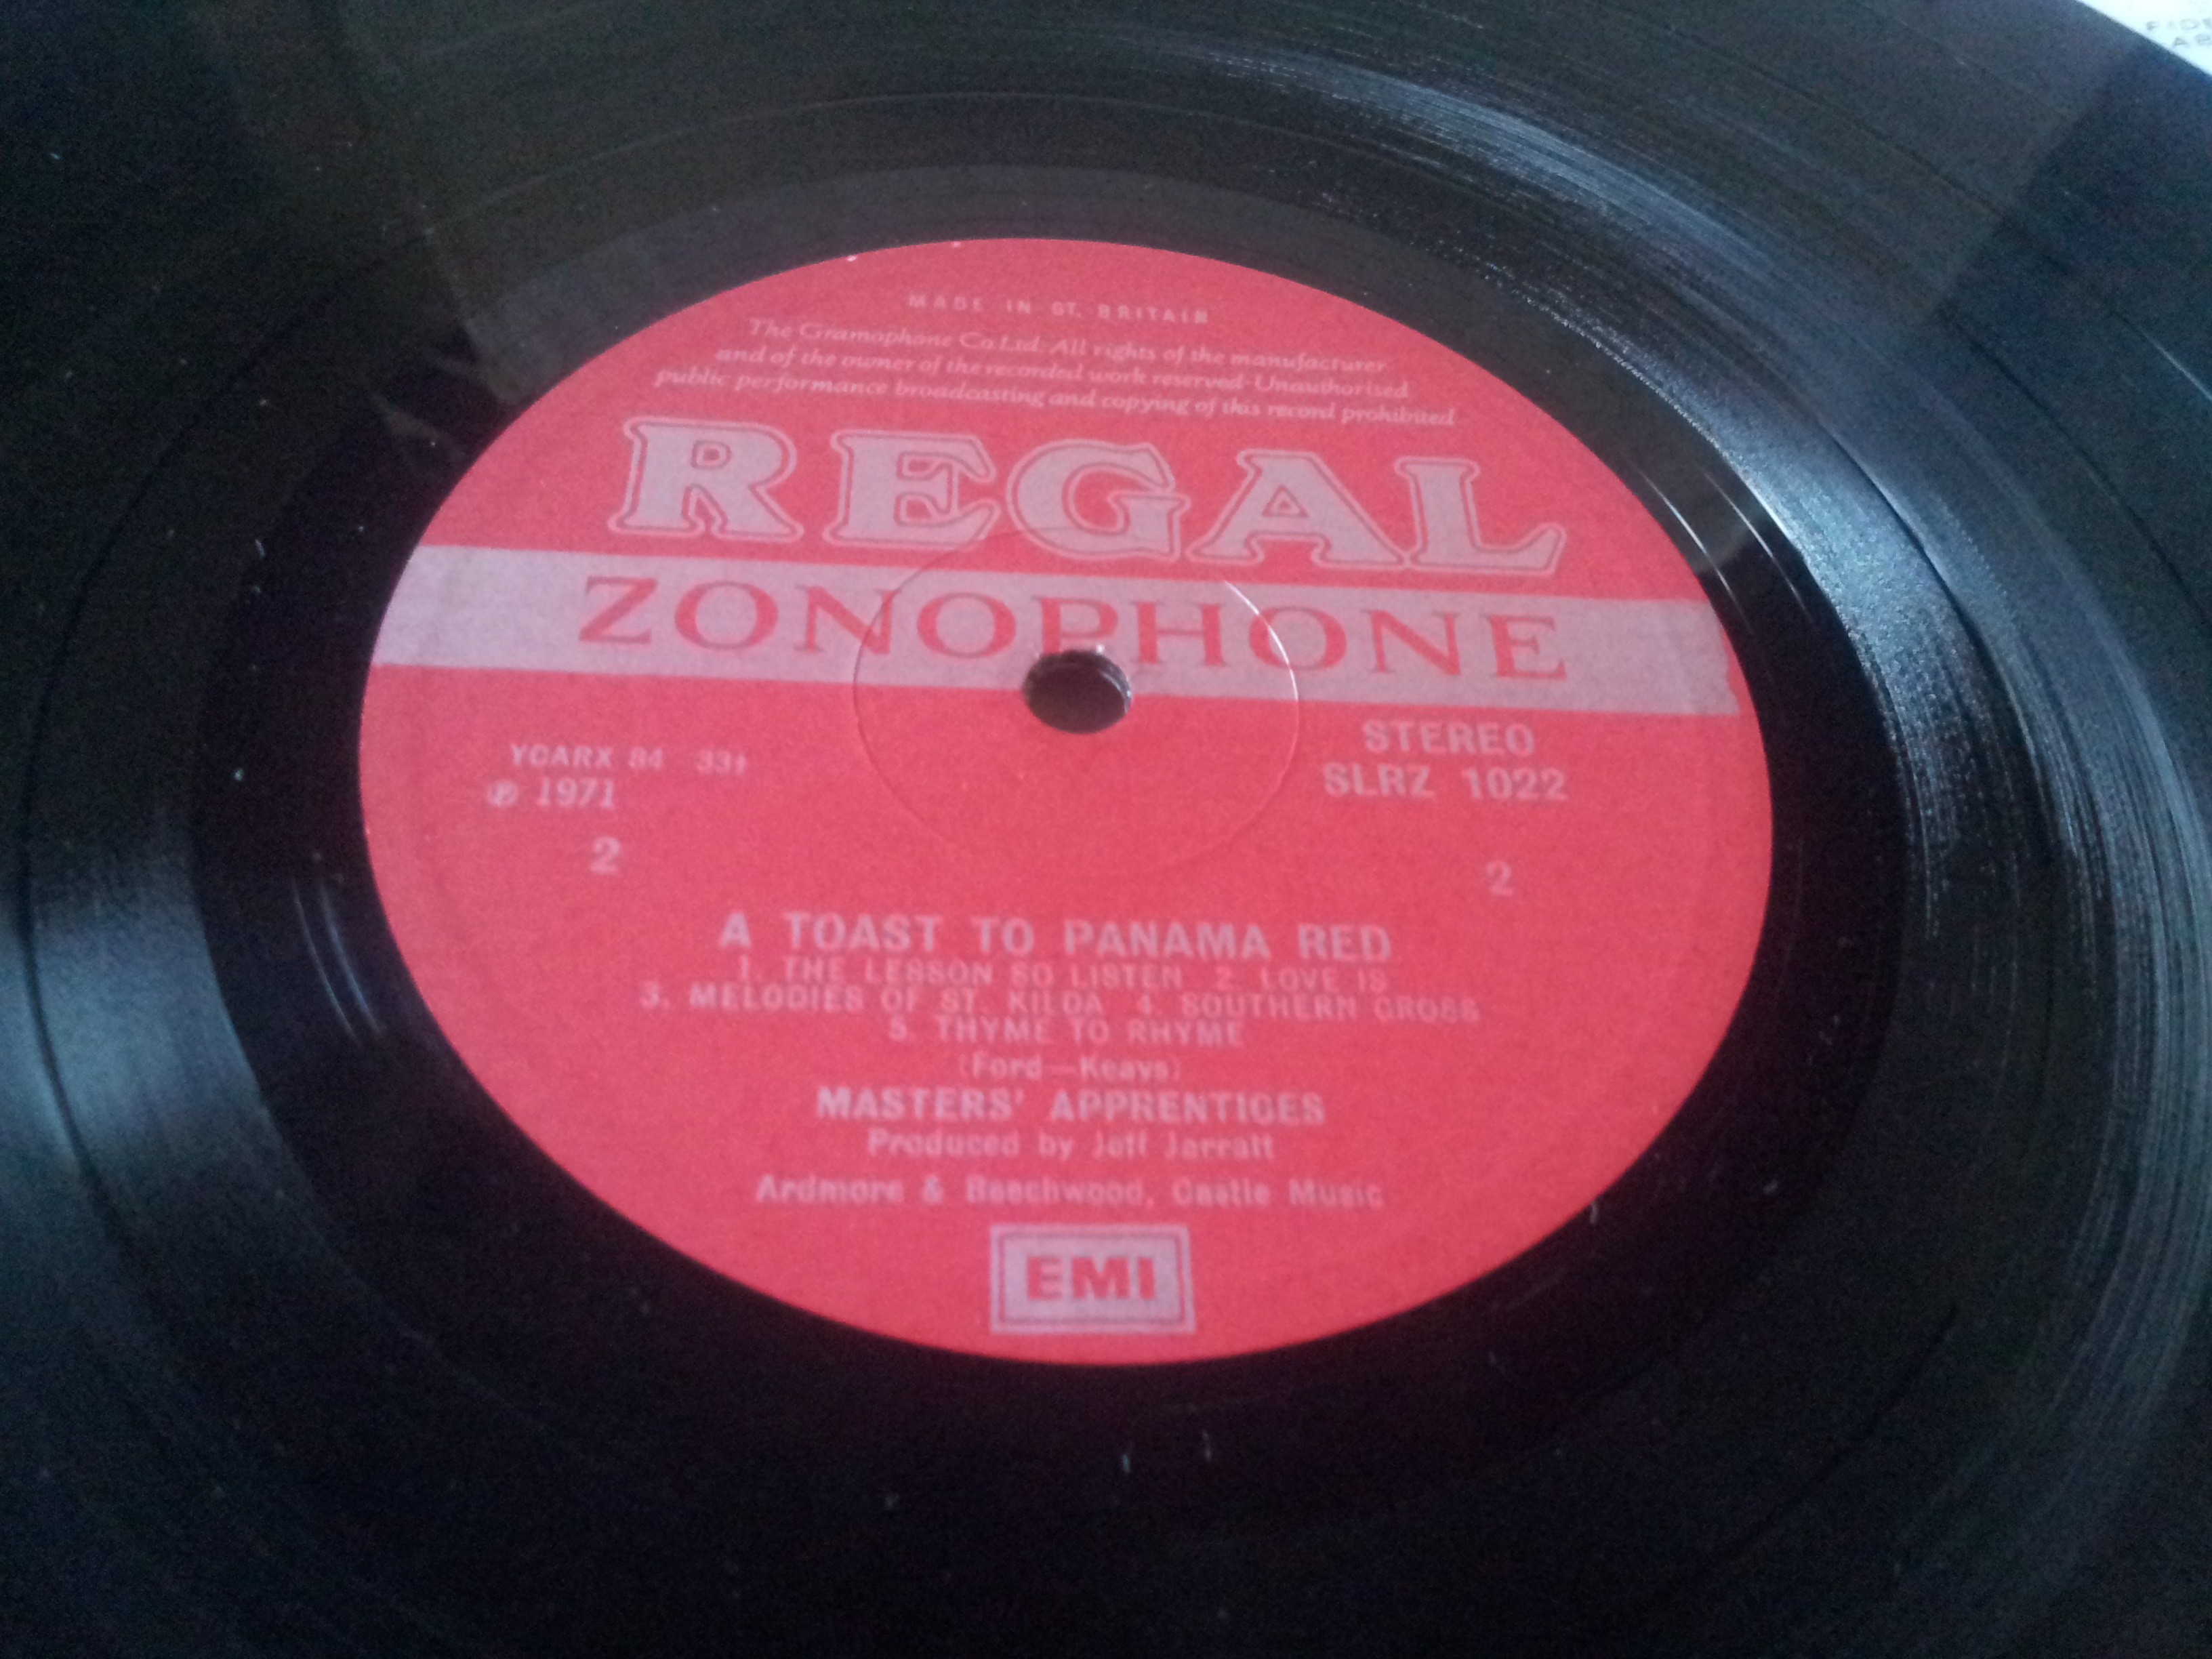 MADE IN GT. BRITAIN
The Gramophone Co.Ltd. All rights of the manufacturer
and of the owner of the recorded work reserved·Unauthorised
public performance broadcasting and copying of this record prohibited
REGAL
ZONOPHONE
YDARX 84 33⅓
STEREO
℗ 1971
SLRZ 1022
2
2
A TOAST TO PANAMA RED
1. THE LESSON SO LISTEN 2. LOVE IS
3. MELODIES OF ST. KILDA 4. SOUTHERN CROSS
5. THYME TO RHYME
(Ford—Keays)
MASTERS' APPRENTICES
Produced by Jeff Jarratt
Ardmore & Beechwood, Castle Music
EMI